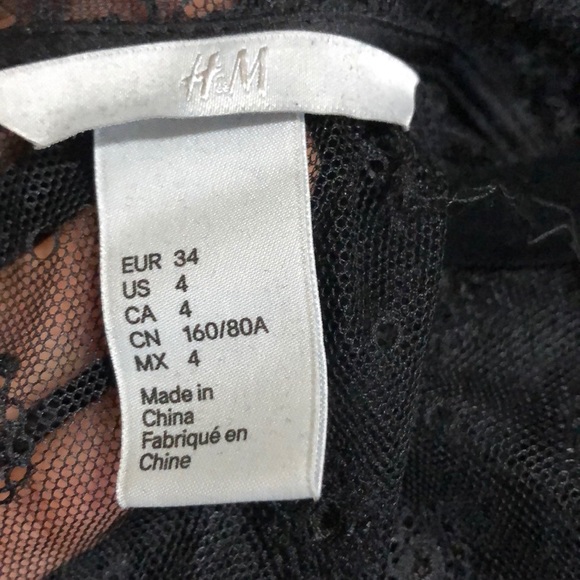 H&M
EUR 34
US 4
CA 4
CN 160/80A
MX 4
Made in
China
Fabriqué en
Chine